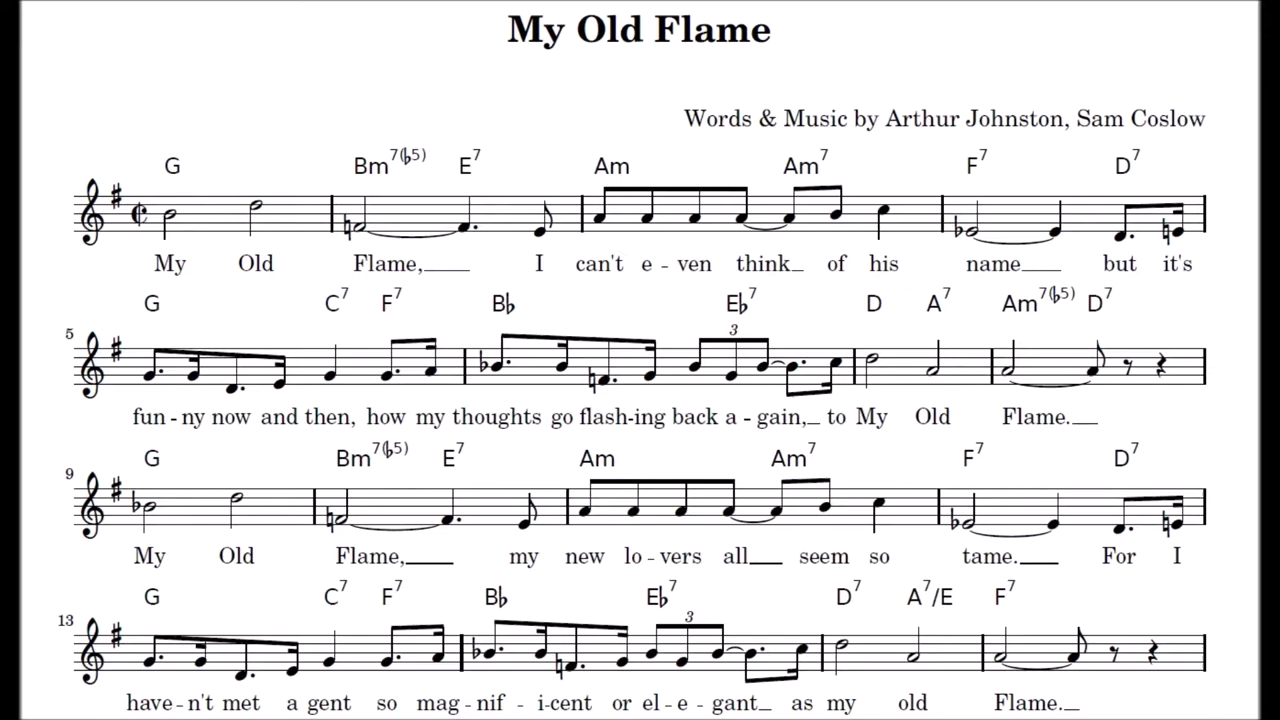 My Old Flame
Words & Music by Arthur Johnston, Sam Coslow
G Bm7(♭5) E7 Am Am7 F7 D7
My Old Flame, I can't e - ven think of his name but it's
G C7 F7 B♭ E♭7 D A7 Am7(♭5) D7
5
3
fun - ny now and then, how my thoughts go flash-ing back a - gain, to My Old Flame.
G Bm7(♭5) E7 Am Am7 F7 D7
9
My Old Flame, my new lo - vers all seem so tame. For I
G C7 F7 B♭ E♭7 D7 A7/E F7
13
3
have - n't met a gent so mag - nif - i-cent or el - e - gant as my old Flame.